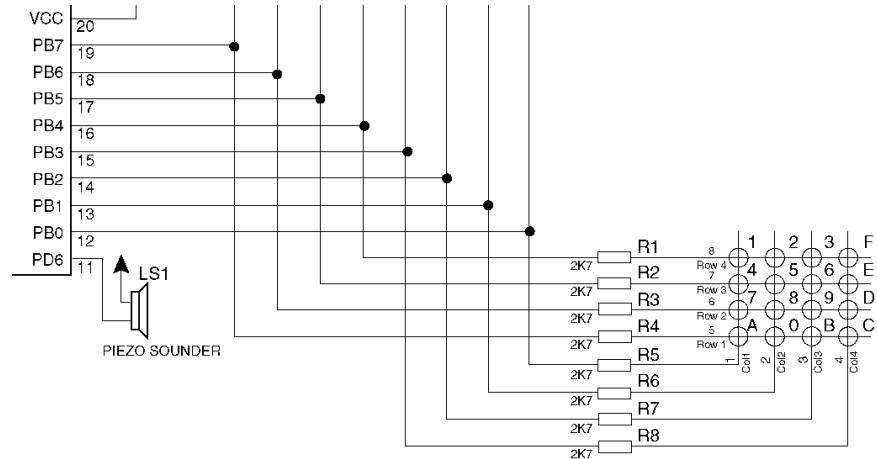 VCC 20
PB7 19
PB6 18
PB5 17
PB4 16
PB3 15
PB2 14
PB1 13
PB0 12
PD6 11
LS1
PIEZO SOUNDER
2K7 R1 8 Row 4 1 2 3 F
2K7 R2 7 Row 3 4 5 6 E
2K7 R3 6 Row 2 7 8 9 D
R4 5 Row 1 A 0 B C
2K7 R5 1 Col1 2 Col2 3 Col3 4 Col4
2K7 R6
2K7 R7
2K7 R8